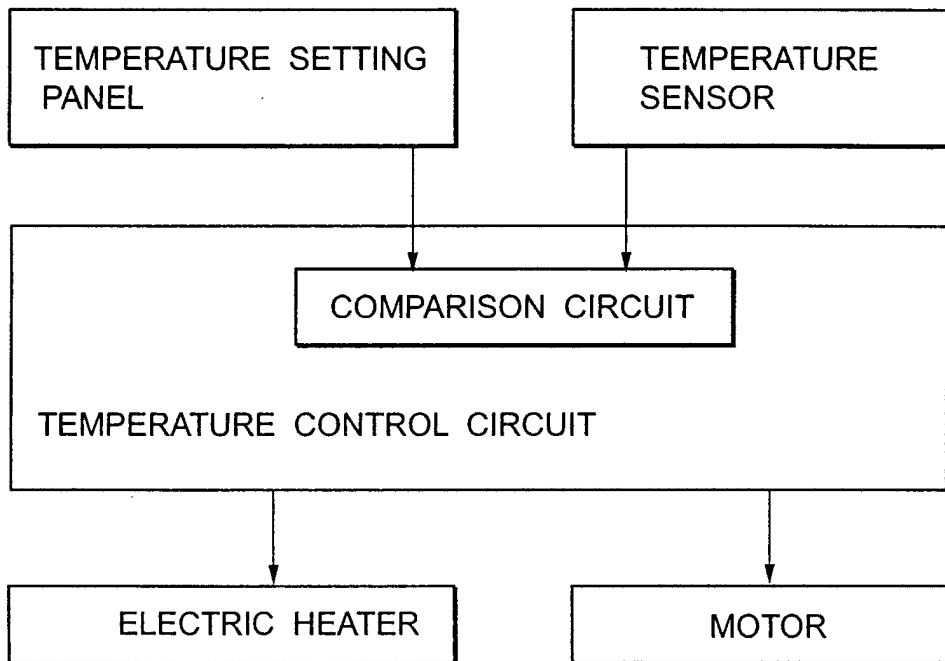 TEMPERATURE SETTING
PANEL
TEMPERATURE
SENSOR
COMPARISON CIRCUIT
TEMPERATURE CONTROL CIRCUIT
ELECTRIC HEATER
MOTOR